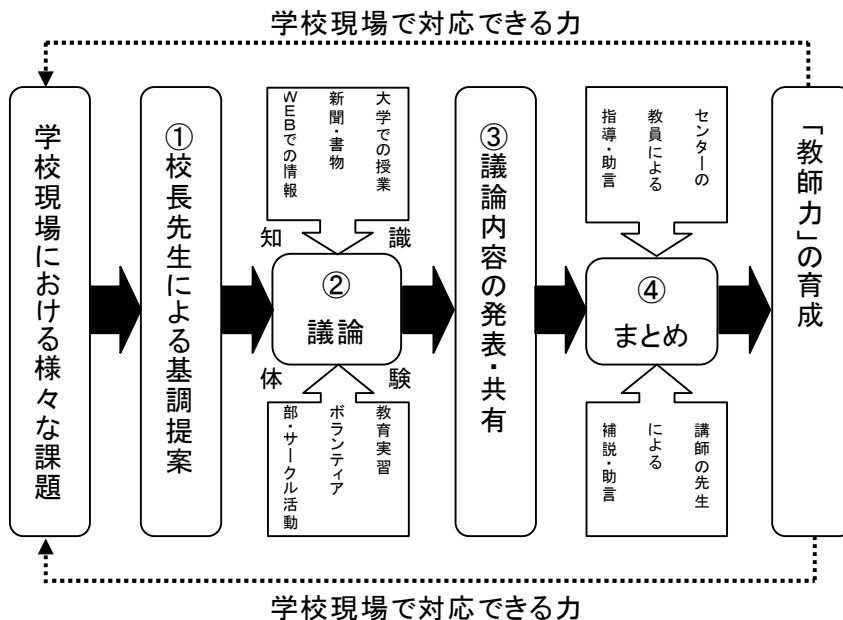 学校現場で対応できる力
学校現場における様々な課題
①校長先生による基調提案
大学での授業
新聞・書物
WEBでの情報
知識
②
議論
体験
教育実習
ボランティア
部・サークル活動
③議論内容の発表・共有
センターの
教員による
指導・助言
④
まとめ
講師の先生
による
補説・助言
「教師力」の育成
学校現場で対応できる力